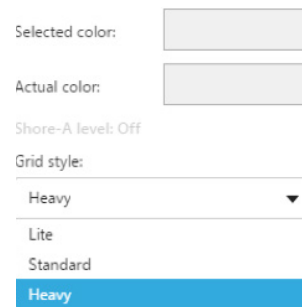 Selected color:
Actual color:
Shore-A level: Off
Grid style:
Heavy
Lite
Standard
Heavy